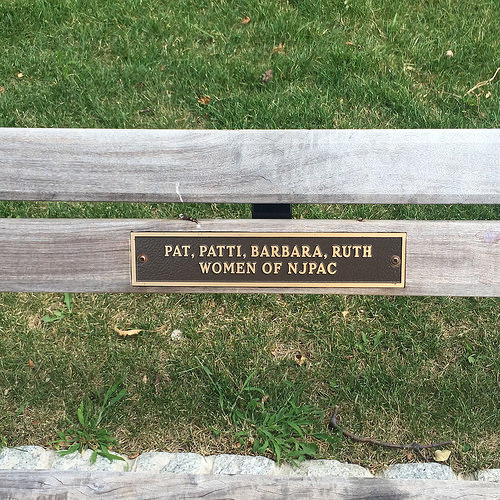 PAT, PATTI, BARBARA, RUTH
WOMEN OF NJPAC